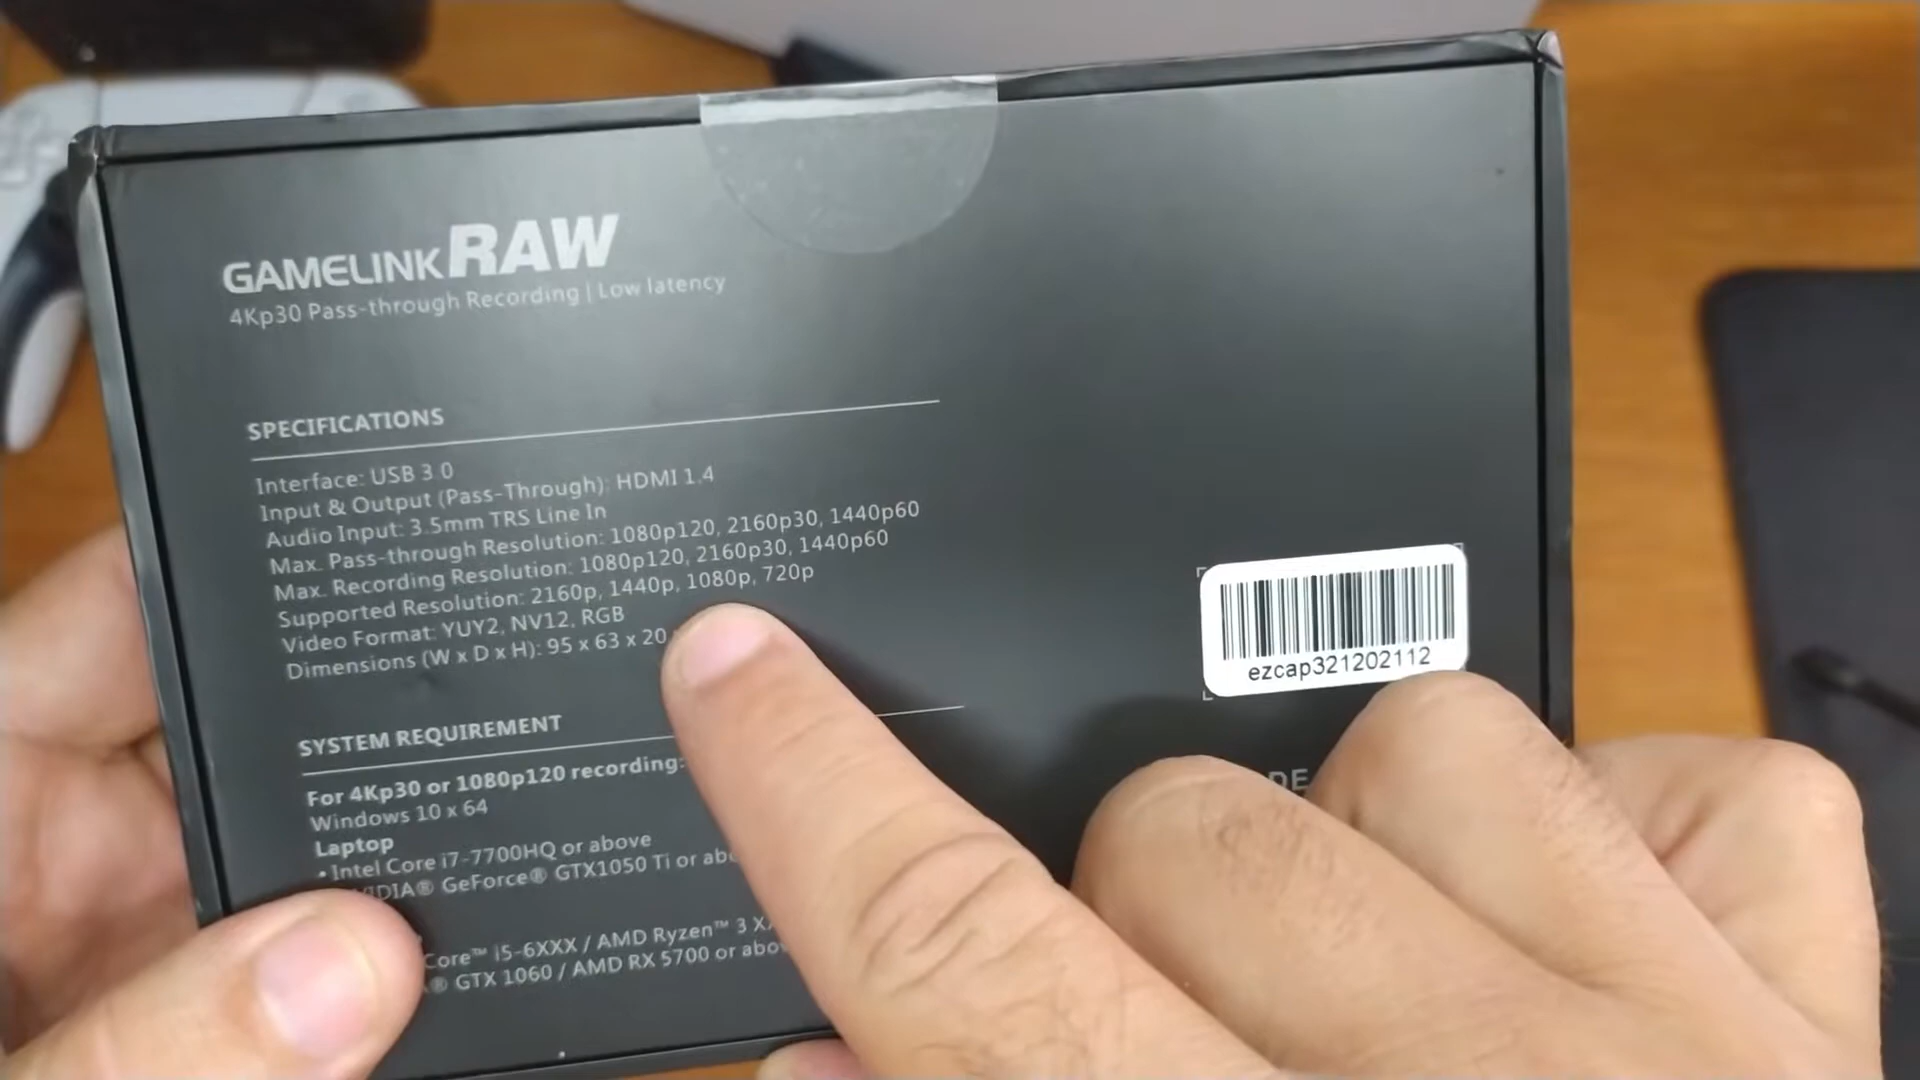 GAMELINK RAW
4Kp30 Pass-through Recording | Low latency
SPECIFICATIONS
Interface: USB 3 0
Input & Output (Pass-Through): HDMI 1.4
Audio Input: 3.5mm TRS Line In
Max. Pass-through Resolution: 1080p120, 2160p30, 1440p60
Max. Recording Resolution: 1080p120, 2160p30, 1440p60
Supported Resolution: 2160p, 1440p, 1080p, 720p
Video Format: YUY2, NV12, RGB
Dimensions (W x D x H): 95 x 63 x 20
ezcap321202112
SYSTEM REQUIREMENT
For 4Kp30 or 1080p120 recording:
Windows 10 x 64
Laptop
• Intel Core i7-7700HQ or above
VIDIA® GeForce® GTX1050 Ti or abo
Core™ i5-6XXX / AMD Ryzen™ 3 X
® GTX 1060 / AMD RX 5700 or abo
DE